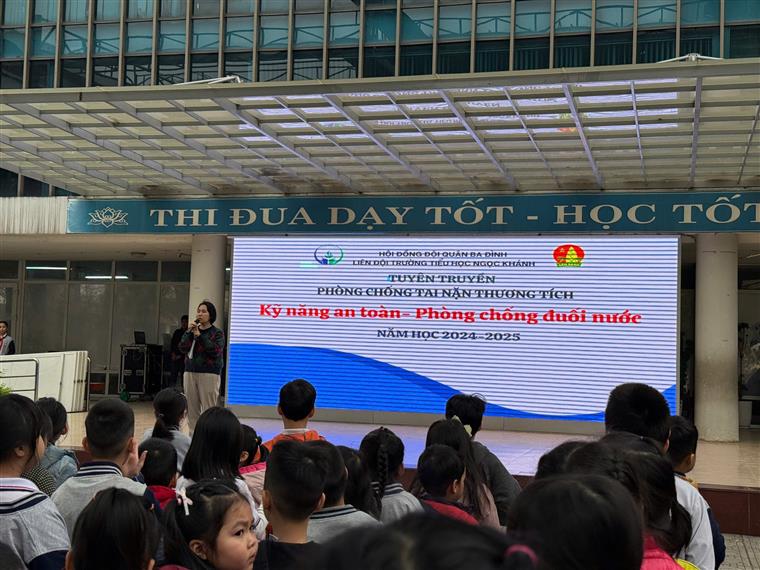 THI ĐUA DẠY TỐT - HỌC TỐT
HỘI ĐỒNG ĐỘI QUẬN BA ĐÌNH
LIÊN ĐỘI TRƯỜNG TIỂU HỌC NGỌC KHÁNH
TUYÊN TRUYỀN
PHÒNG CHỐNG TAI NẠN THƯƠNG TÍCH
Kỹ năng an toàn- Phòng chống đuối nước
NĂM HỌC 2024-2025